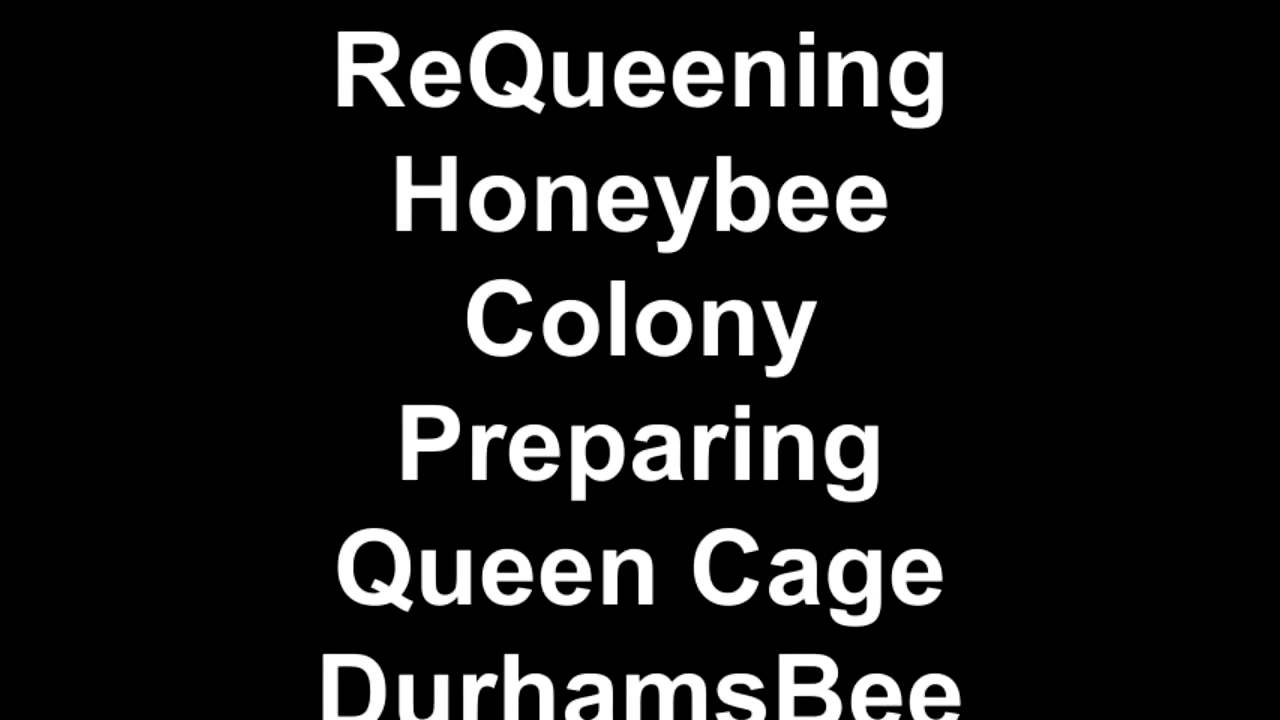 ReQueening
Honeybee
Colony
Preparing
Queen Cage
DurhamsBee